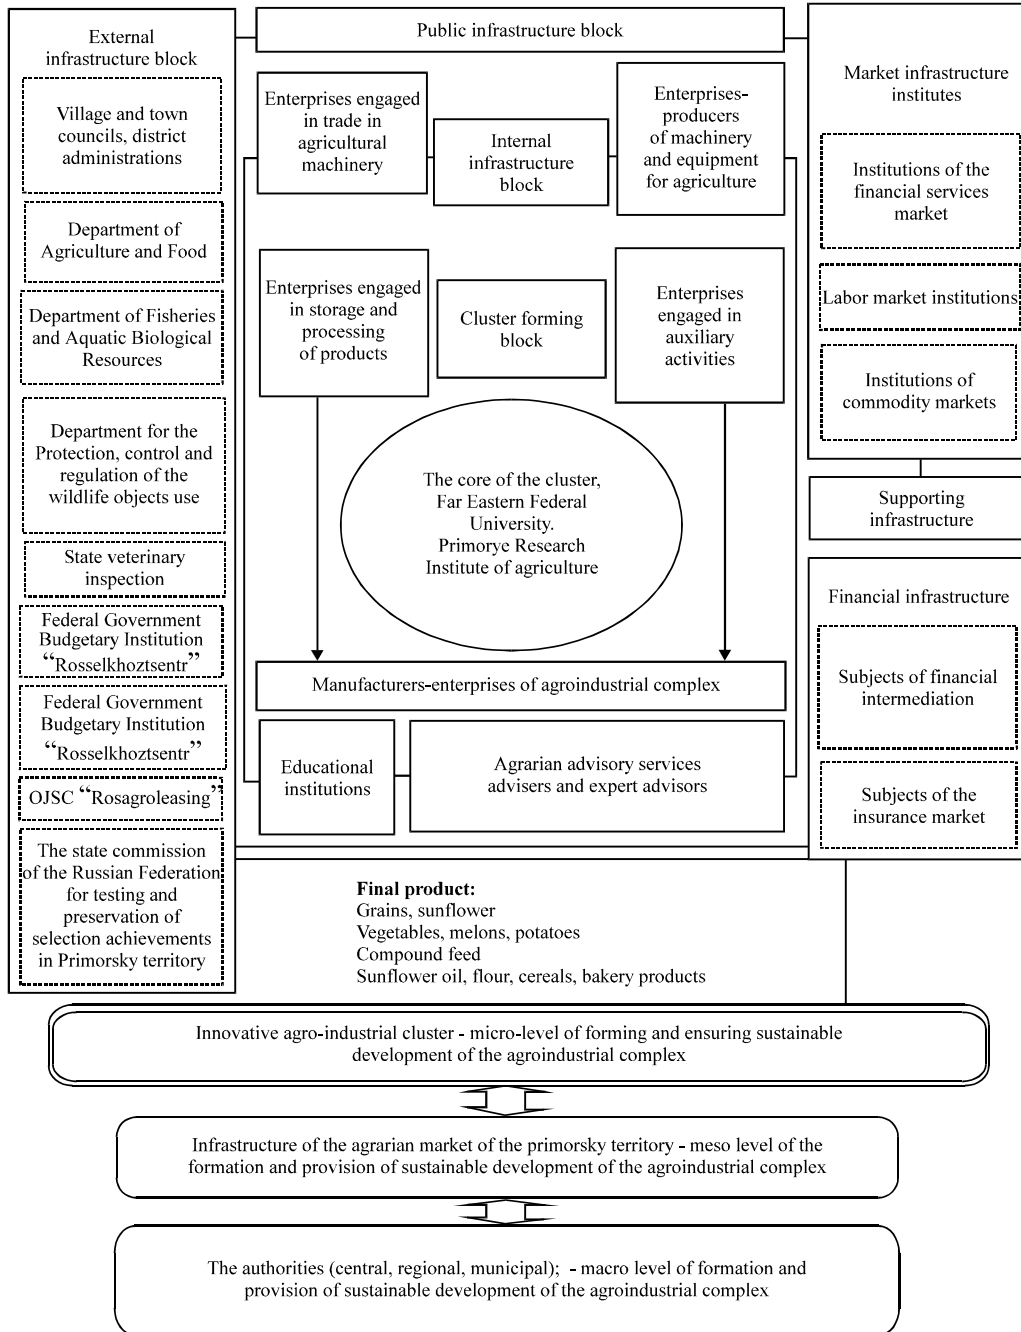 External
infrastructure block
Village and town
councils, district
administrations
Department of
Agriculture and Food
Department of Fisheries
and Aquatic Biological
Resources
Department for the
Protection, control and
regulation of the
wildlife objects use
State veterinary
inspection
Federal Government
Budgetary Institution
“Rosselkhoztsentr”
Federal Government
Budgetary Institution
“Rosselkhoztsentr”
OJSC “Rosagroleasing”
The state commission
of the Russian Federation
for testing and
preservation of
selection achievements
in Primorsky territory
Public infrastructure block
Enterprises engaged
in trade in
agricultural
machinery
Internal
infrastructure
block
Enterprises-
producers
of machinery
and equipment
for agriculture
Enterprises engaged
in storage and
processing
of products
Cluster forming
block
Enterprises
engaged in
auxiliary
activities
The core of the cluster,
Far Eastern Federal
University.
Primorye Research
Institute of agriculture
Manufacturers-enterprises of agroindustrial complex
Educational
institutions
Agrarian advisory services
advisers and expert advisors
Market infrastructure
institutes
Institutions of the
financial services
market
Labor market institutions
Institutions of
commodity markets
Supporting
infrastructure
Financial infrastructure
Subjects of financial
intermediation
Subjects of the
insurance market
Final product:
Grains, sunflower
Vegetables, melons, potatoes
Compound feed
Sunflower oil, flour, cereals, bakery products
Innovative agro-industrial cluster - micro-level of forming and ensuring sustainable
development of the agroindustrial complex
Infrastructure of the agrarian market of the primorsky territory - meso level of the
formation and provision of sustainable development of the agroindustrial complex
The authorities (central, regional, municipal); - macro level of formation and
provision of sustainable development of the agroindustrial complex